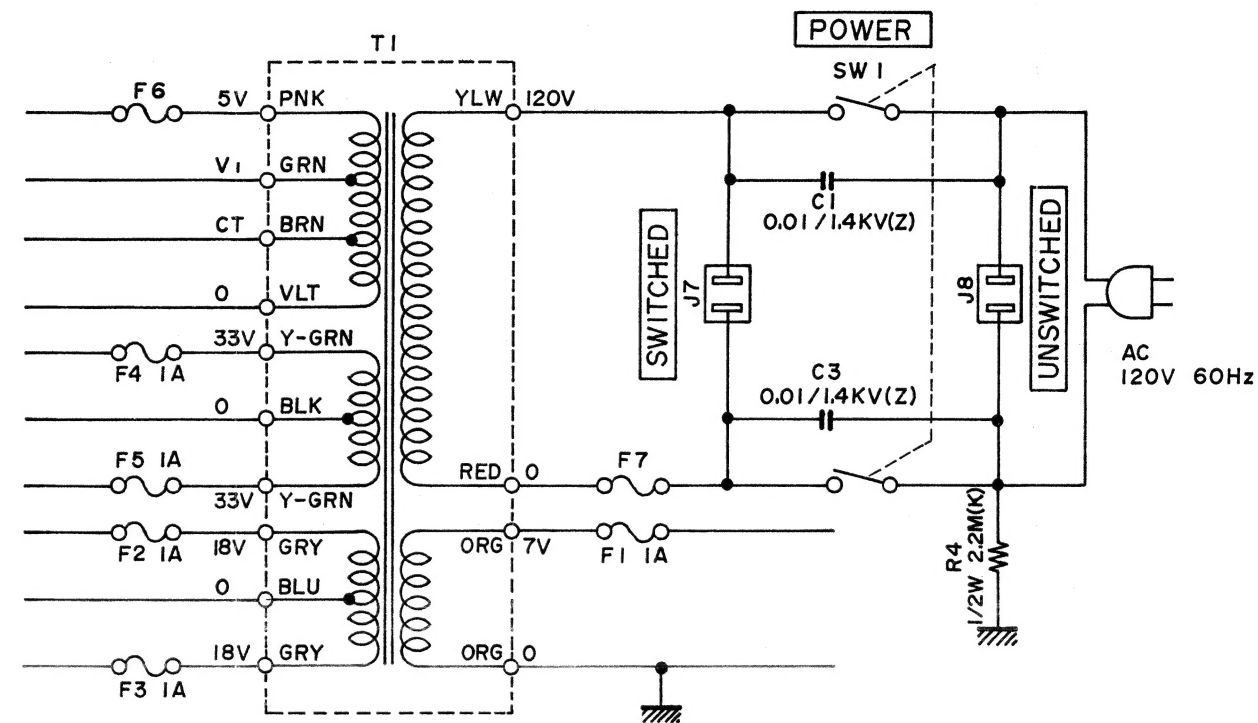 POWER
T1
SW1
F6
5V PNK
YLW 120V
V1 GRN
C1
0.01/1.4KV(Z)
CT BRN
SWITCHED
J7
J8
UNSWITCHED
0 VLT
33V Y-GRN
F4 1A
AC
120V 60Hz
C3
0.01/1.4KV(Z)
0 BLK
F5 1A
RED 0
F7
33V Y-GRN
F2 1A
18V GRY
ORG 7V
F1 1A
R4
1/2W 2.2M(K)
0 BLU
18V GRY
ORG 0
F3 1A